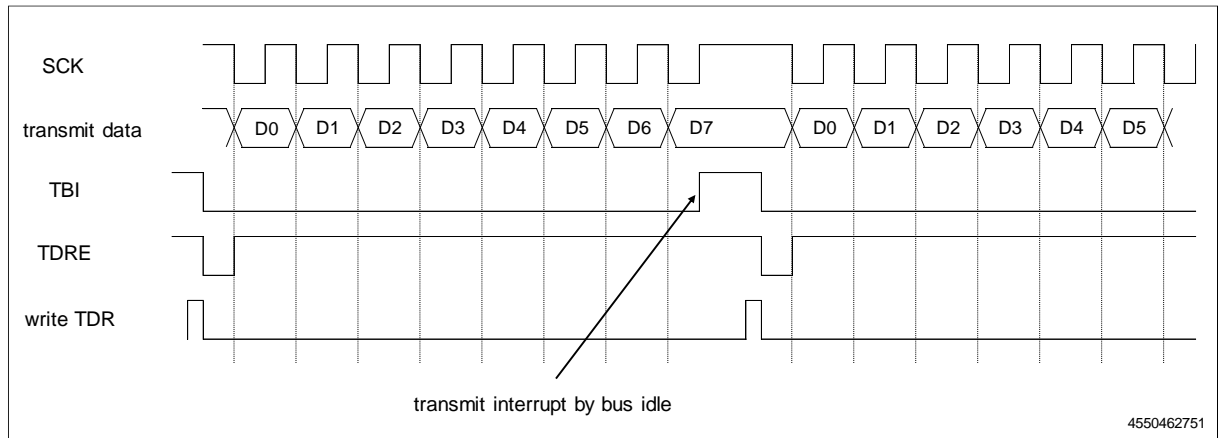 SCK
transmit data D0 D1 D2 D3 D4 D5 D6 D7 D0 D1 D2 D3 D4 D5
TBI
TDRE
write TDR
transmit interrupt by bus idle
4550462751